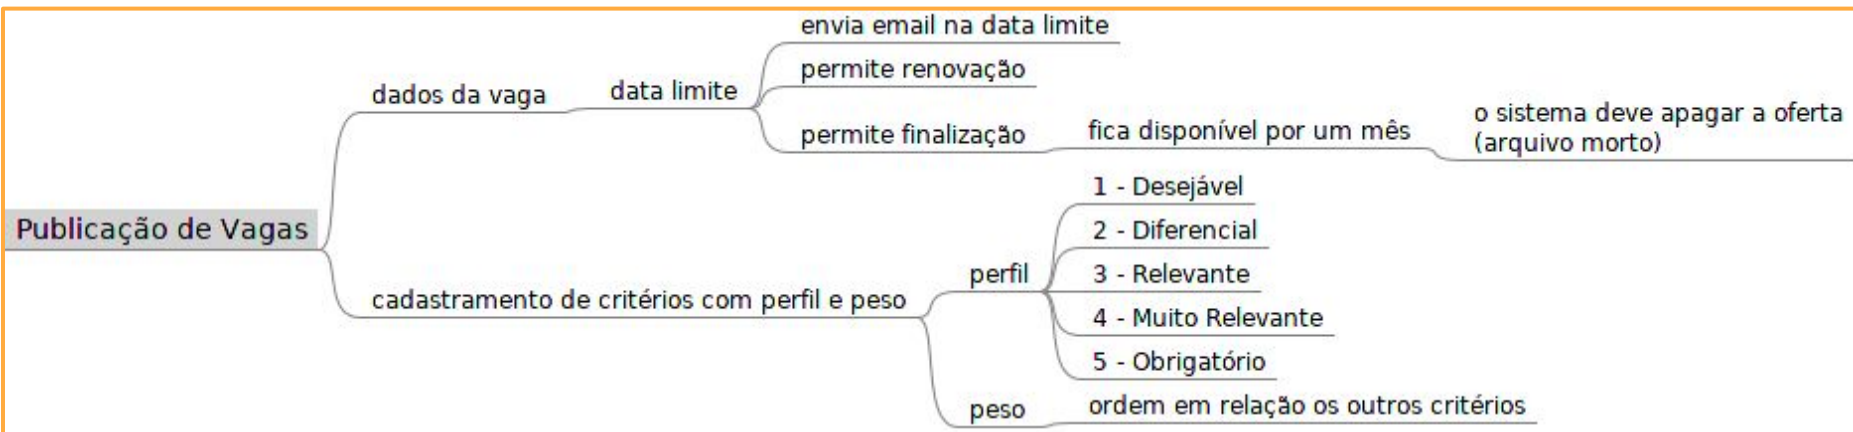 Publicação de Vagas
dados da vaga
data limite
envia email na data limite
permite renovação
permite finalização
fica disponível por um mês
o sistema deve apagar a oferta
(arquivo morto)
cadastramento de critérios com perfil e peso
perfil
1 - Desejável
2 - Diferencial
3 - Relevante
4 - Muito Relevante
5 - Obrigatório
peso
ordem em relação os outros critérios